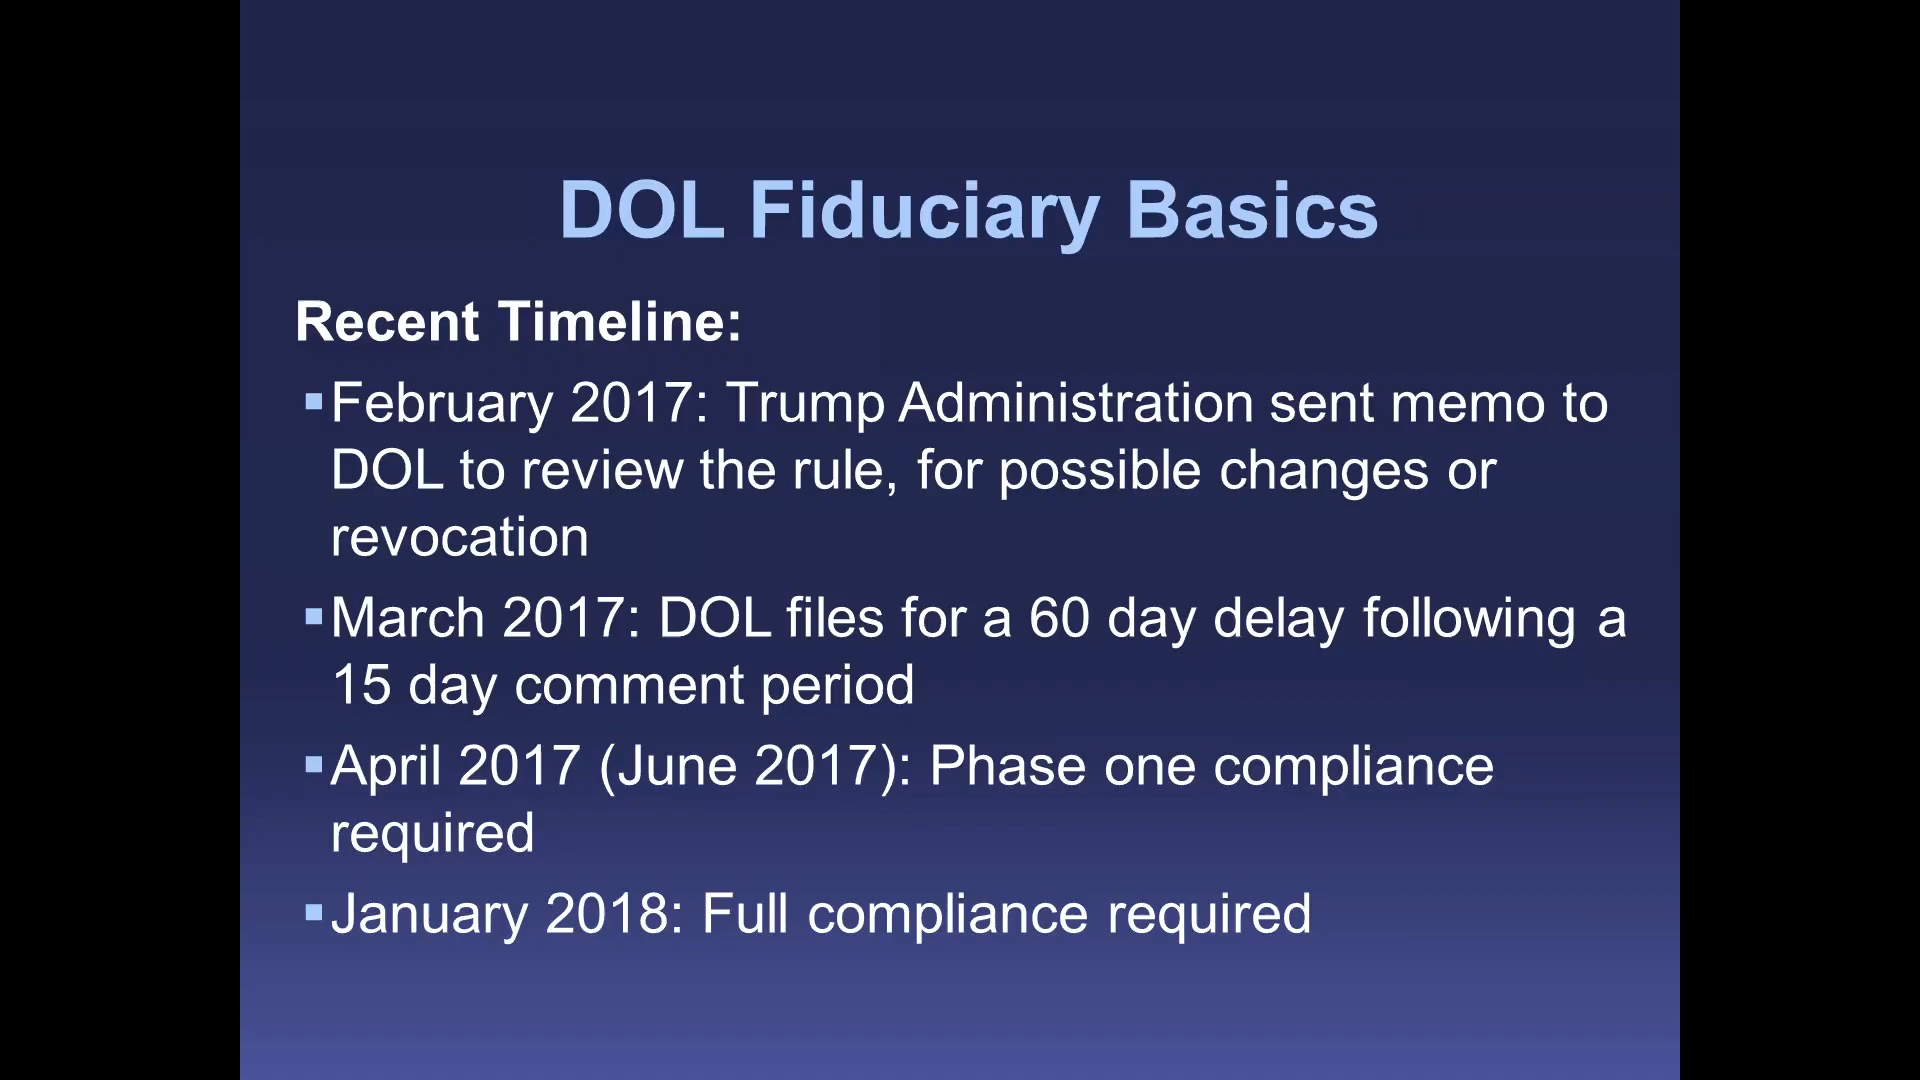 DOL Fiduciary Basics
Recent Timeline:
▪February 2017: Trump Administration sent memo to
DOL to review the rule, for possible changes or
revocation
▪March 2017: DOL files for a 60 day delay following a
15 day comment period
▪April 2017 (June 2017): Phase one compliance
required
▪January 2018: Full compliance required